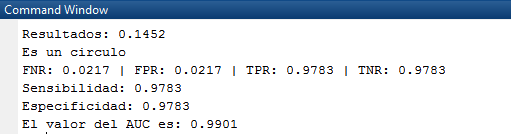 Command Window
Resultados: 0.1452
Es un circulo
FNR: 0.0217 | FPR: 0.0217 | TPR: 0.9783 | TNR: 0.9783
Sensibilidad: 0.9783
Especificidad: 0.9783
El valor del AUC es: 0.9901